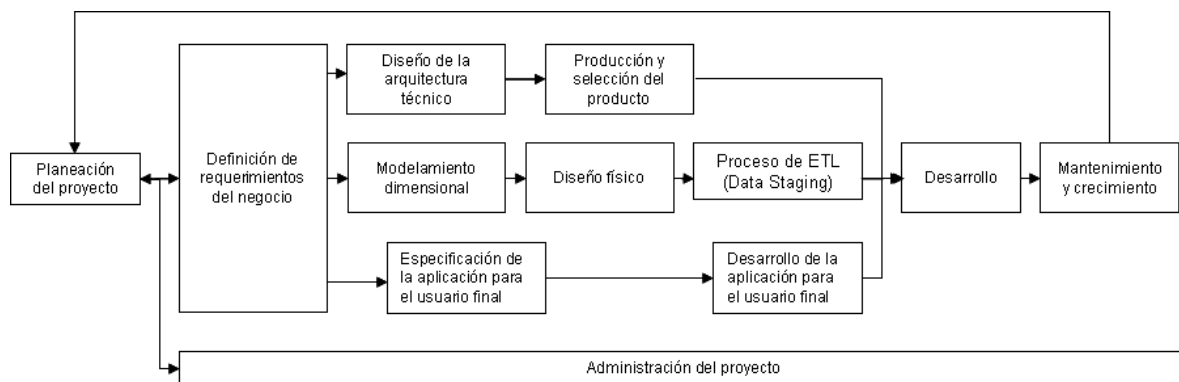 Planeación
del proyecto
Definición de
requerimientos
del negocio
Diseño de la
arquitectura
técnico
Producción y
selección del
producto
Modelamiento
dimensional
Diseño físico
Proceso de ETL
(Data Staging)
Especificación de
la aplicación para
el usuario final
Desarrollo de la
aplicación para
el usuario final
Desarrollo
Mantenimiento
y crecimiento
Administración del proyecto